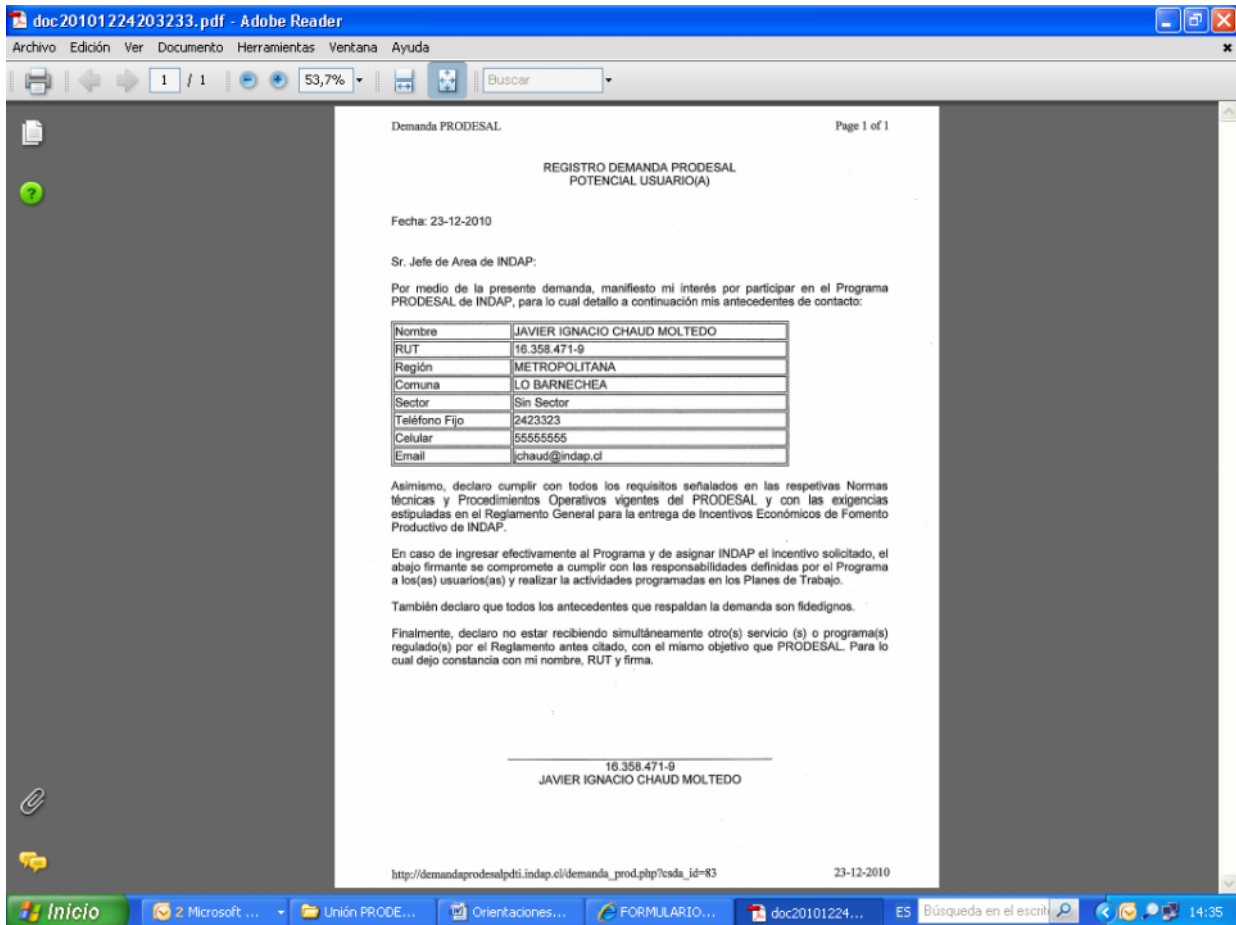 doc20101224203233.pdf - Adobe Reader
Archivo Edición Ver Documento Herramientas Ventana Ayuda
1 / 1 53,7% Buscar
Demanda PRODESAL Page 1 of 1
REGISTRO DEMANDA PRODESAL
POTENCIAL USUARIO(A)
Fecha: 23-12-2010
Sr. Jefe de Area de INDAP:
Por medio de la presente demanda, manifiesto mi interés por participar en el Programa
PRODESAL de INDAP, para lo cual detallo a continuación mis antecedentes de contacto:
Nombre JAVIER IGNACIO CHAUD MOLTEDO
RUT 16.358.471-9
Región METROPOLITANA
Comuna LO BARNECHEA
Sector Sin Sector
Teléfono Fijo 2423323
Celular 55555555
Email jchaud@indap.cl
Asimismo, declaro cumplir con todos los requisitos señalados en las respetivas Normas
técnicas y Procedimientos Operativos vigentes del PRODESAL y con las exigencias
estipuladas en el Reglamento General para la entrega de Incentivos Económicos de Fomento
Productivo de INDAP.
En caso de ingresar efectivamente al Programa y de asignar INDAP el incentivo solicitado, el
abajo firmante se compromete a cumplir con las responsabilidades definidas por el Programa
a los(as) usuarios(as) y realizar la actividades programadas en los Planes de Trabajo.
También declaro que todos los antecedentes que respaldan la demanda son fidedignos.
Finalmente, declaro no estar recibiendo simultáneamente otro(s) servicio (s) o programa(s)
regulado(s) por el Reglamento antes citado, con el mismo objetivo que PRODESAL. Para lo
cual dejo constancia con mi nombre, RUT y firma.
16.358.471-9
JAVIER IGNACIO CHAUD MOLTEDO
http://demandaprodesalpdti.indap.cl/demanda_prod.php?csda_id=83 23-12-2010
Inicio 2 Microsoft ... Unión PRODE... Orientaciones... FORMULARIO... doc20101224... ES Búsqueda en el escrit 14:35